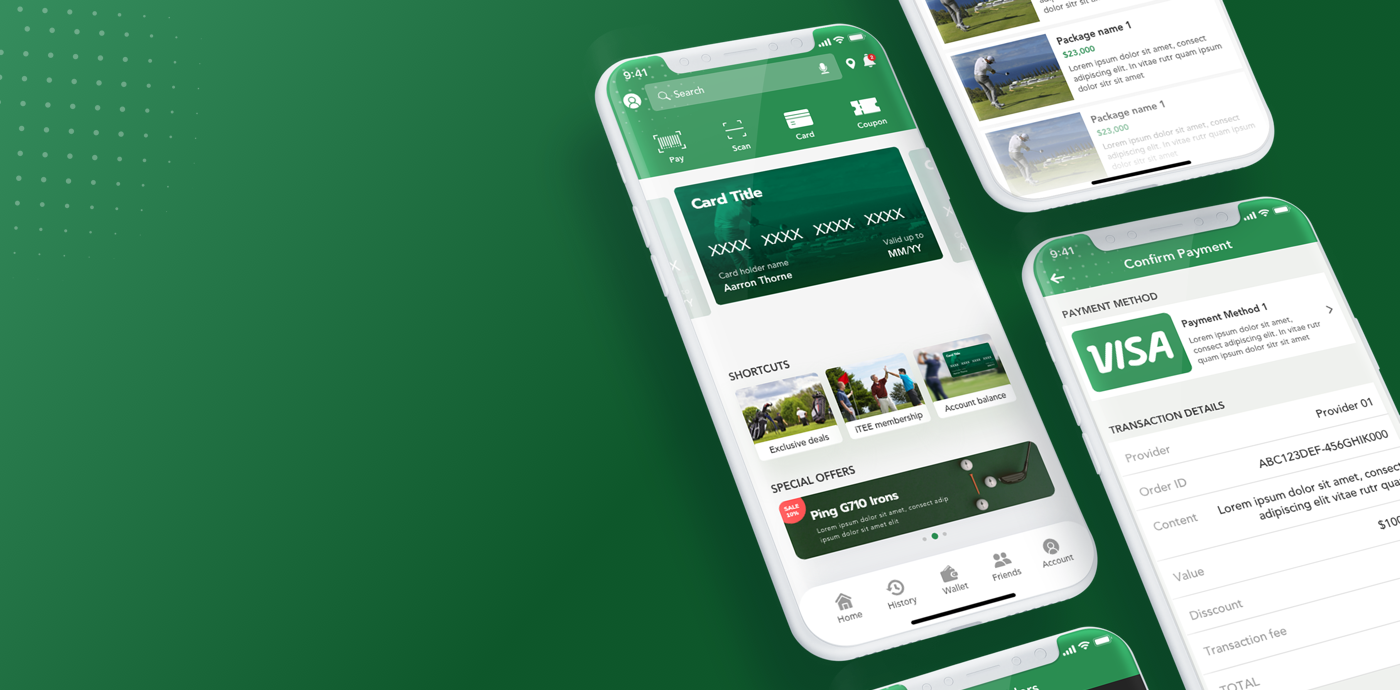 9:41
Search
Pay
Scan
Card
Coupon
Card Title
XXXX XXXX XXXX XXXX
Card holder name
Valid up to
Aarron Thorne
MM/YY
SHORTCUTS
Exclusive deals
iTEE membership
Account balance
SPECIAL OFFERS
SALE
10%
Ping G710 Irons
Lorem ipsum dolor sit amet, consect adip
ipsum dolor sit amet elit
Home
History
Wallet
Friends
Account
dolor sitr sit
Package name 1
$23,000
Lorem ipsum dolor sit amet, consect
adipiscing elit. In vitae rutr quam ipsum
dolor sitr sit amet
Package name 1
$23,000
Lorem ipsum dolor sit amet, consect
adipiscing elit. In vitae rutr quam ipsum
dolor sitr sit amet
9:41
Confirm Payment
PAYMENT METHOD
VISA
Payment Method 1
Lorem ipsum dolor sit amet,
consect adipiscing elit. In vitae rutr
quam ipsum dolor sitr sit amet
TRANSACTION DETAILS
Provider
Provider 01
Order ID
ABC123DEF-456GHIK000
Content
Lorem ipsum dolor sit amet, consect
adipiscing elit vitae rutr qua
Value
$100
Disscount
Transaction fee
TOTAL